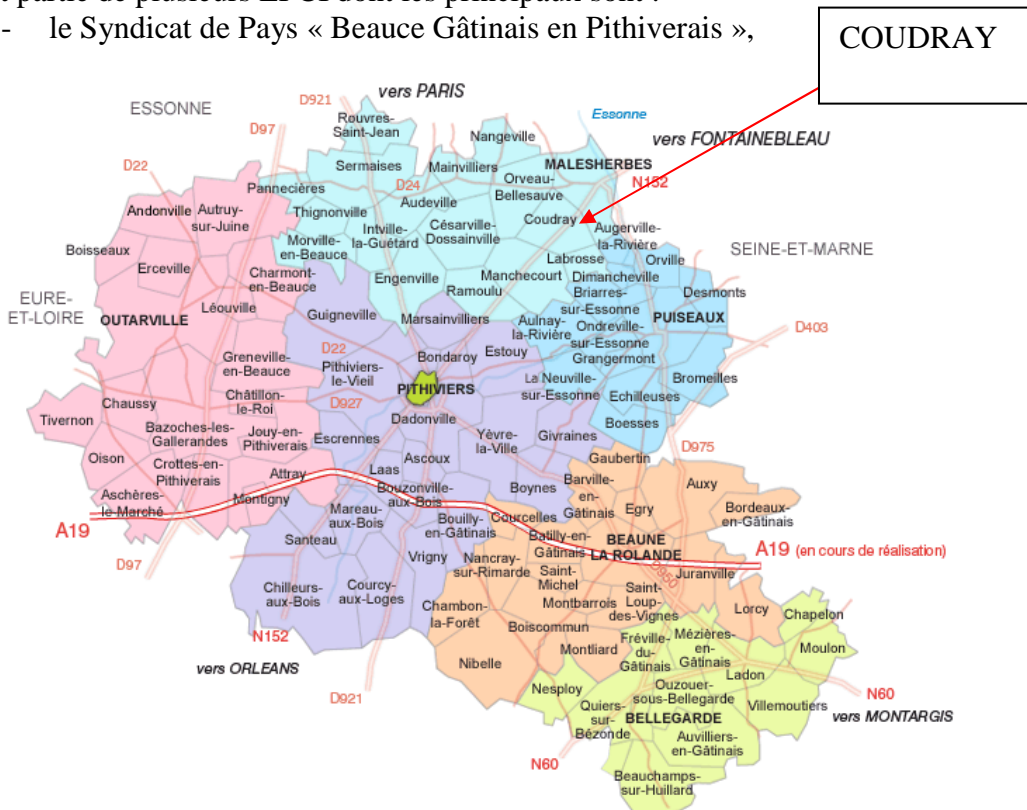 t partie de plusieurs EPCI dont les principaux sont :
- le Syndicat de Pays « Beauce Gâtinais en Pithiverais »,
COUDRAY
vers PARIS
ESSONNE
D921
Rouvres-
Saint-Jean
Essonne
D97
Nangeville
vers FONTAINEBLEAU
D22
Sermaises
Mainvilliers
MALESHERBES
N152
Pannecières
D24
Orveau-
Bellesauve
Andonville
Autruy-
sur-Juine
Thignonville
Audeville
Coudray
Intville-
la-Guétard
Césarville-
Dossainville
Augerville-
la-Rivière
Boisseaux
Morville-
en-Beauce
SEINE-ET-MARNE
Erceville
Labrosse
Orville
Charmont-
en-Beauce
Engenville
Manchecourt
Dimancheville
EURE-
ET-LOIRE
Ramoulu
Briarres-
sur-Essonne
Desmonts
Léouville
OUTARVILLE
Guigneville
Marsainvilliers
Aulnay-
la-Rivière
Ondreville-
sur-Essonne
PUISEAUX
D403
D22
Bondaroy
Estouy
Grangermont
Greneville-
en-Beauce
Pithiviers-
le-Vieil
PITHIVIERS
La Neuville-
sur-Essonne
Bromeilles
Chaussy
Châtillon-
le-Roi
D927
Echilleuses
Tivernon
Dadonville
Boesses
Bazoches-les-
Gallerandes
Jouy-en-
Pithiverais
Escrennes
Yèvre-
la-Ville
Givraines
D975
Oison
Crottes-en-
Pithiverais
Ascoux
Gaubertin
Attray
Laas
Aschères-
le-Marché
Montigny
Bouzonville-
aux-Bois
Boynes
Barville-
en-
Gâtinais
Auxy
Mareau-
aux-Bois
Egry
Bordeaux-
en-Gâtinais
A19
Bouilly-
en-Gâtinais
Courcelles
Santeau
Batilly-en-
Gâtinais
BEAUNE
LA ROLANDE
A19 (en cours de réalisation)
D97
Vrigny
Nancray-
sur-Rimarde
D950
Juranville
Chilleurs-
aux-Bois
Courcy-
aux-Loges
Saint-
Michel
Saint-
Loup-
des-Vignes
Chambon-
la-Forêt
Montbarrois
Lorcy
Chapelon
N152
Boiscommun
Fréville-
du-
Gâtinais
Mézières-
en-
Gâtinais
Moulon
vers ORLEANS
Nibelle
Montliard
Ladon
D921
Nesploy
Ouzouer-
sous-Bellegarde
N60
Quiers-
sur-
Bézonde
Villemoutiers
vers MONTARGIS
BELLEGARDE
N60
Auvilliers-
en-Gâtinais
Beauchamps-
sur-Huillard